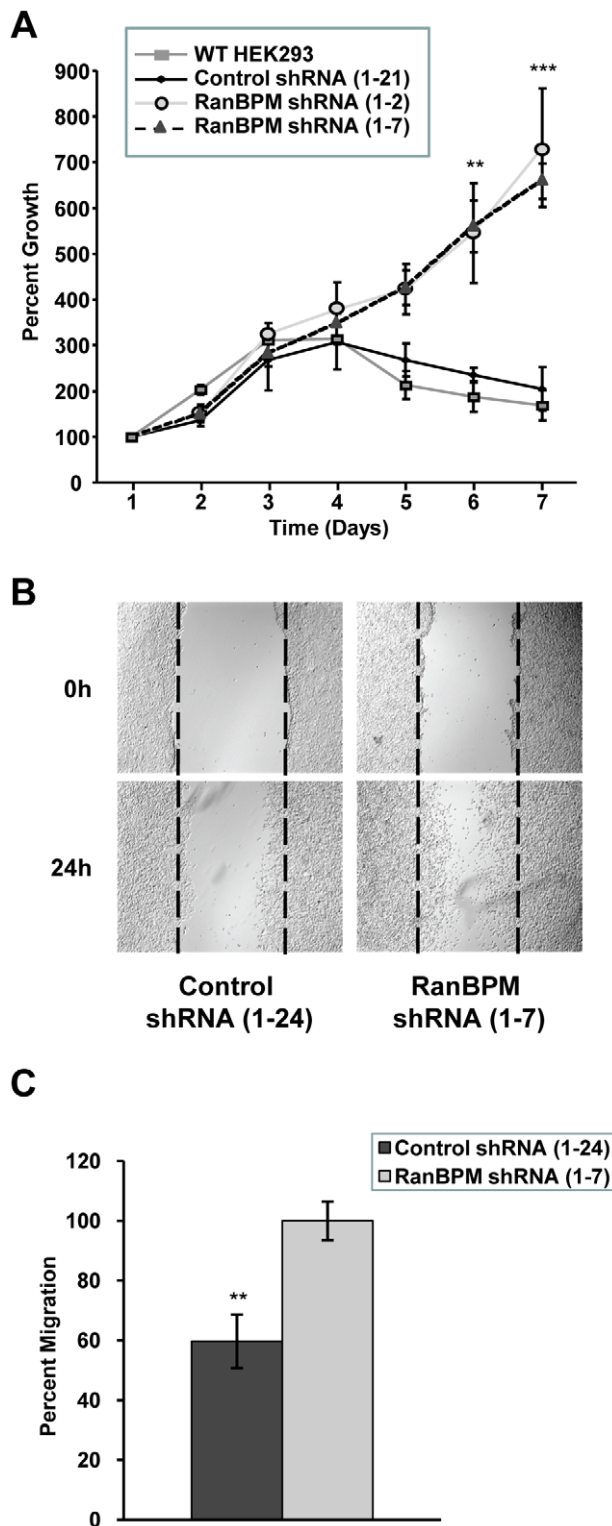 A
WT HEK293
Control shRNA (1-21)
RanBPM shRNA (1-2)
RanBPM shRNA (1-7)
900
800
700
600
500
400
300
200
100
0
Percent Growth
**
***
1 2 3 4 5 6 7
Time (Days)
B
0h
24h
Control
shRNA (1-24)
RanBPM
shRNA (1-7)
C
Control shRNA (1-24)
RanBPM shRNA (1-7)
120
100
80
60
40
20
0
Percent Migration
**